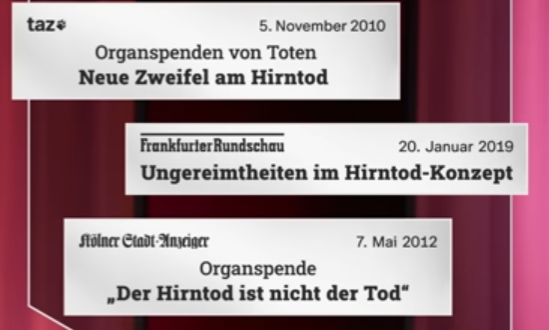 taz 5. November 2010
Organspenden von Toten
Neue Zweifel am Hirntod
Frankfurter Rundschau 20. Januar 2019
Ungereimtheiten im Hirntod-Konzept
Kölner Stadt-Anzeiger 7. Mai 2012
Organspende
„Der Hirntod ist nicht der Tod“